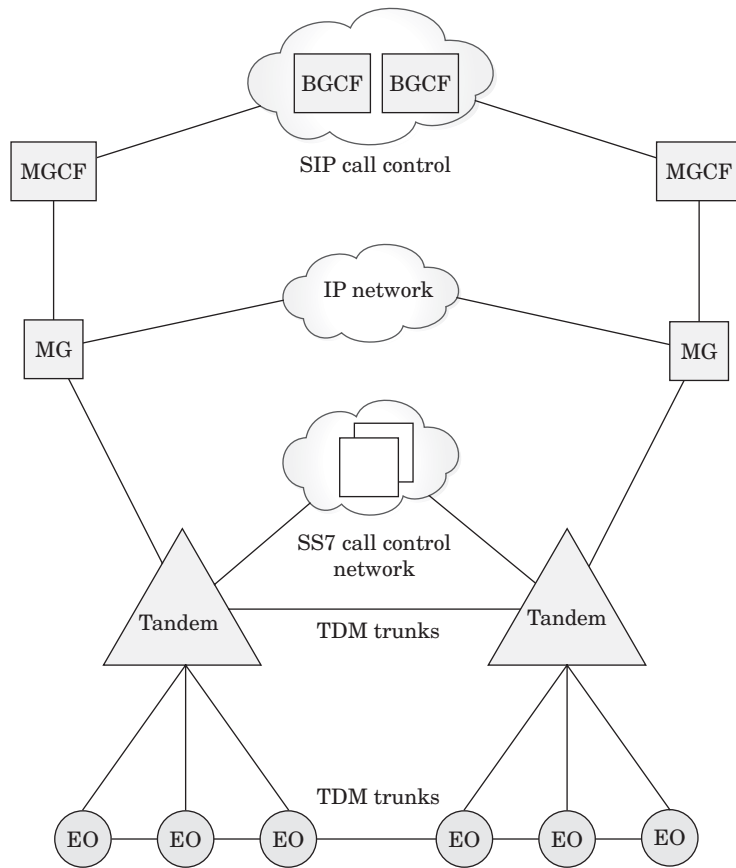 BGCF BGCF
SIP call control
MGCF MGCF
IP network
MG MG
SS7 call control
network
Tandem Tandem
TDM trunks
TDM trunks
EO EO EO EO EO EO